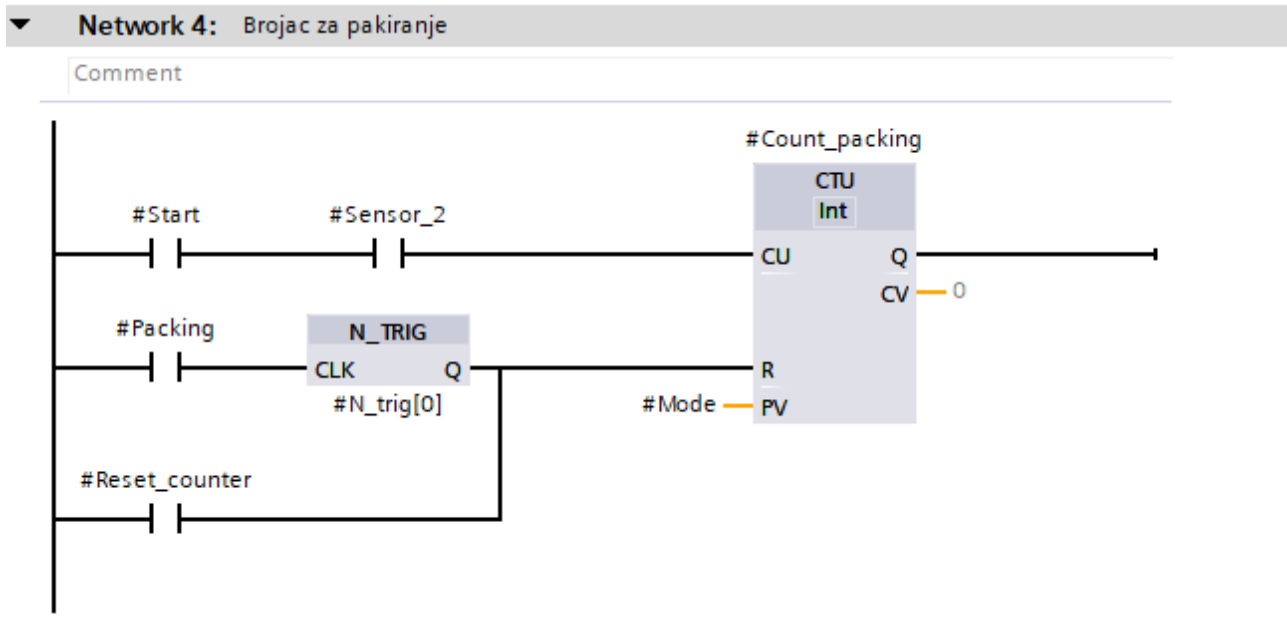 Network 4: Brojac za pakiranje
Comment
#Count_packing
CTU
Int
#Start #Sensor_2
CU Q
CV 0
#Packing N_TRIG
CLK Q R
#N_trig[0] #Mode PV
#Reset_counter